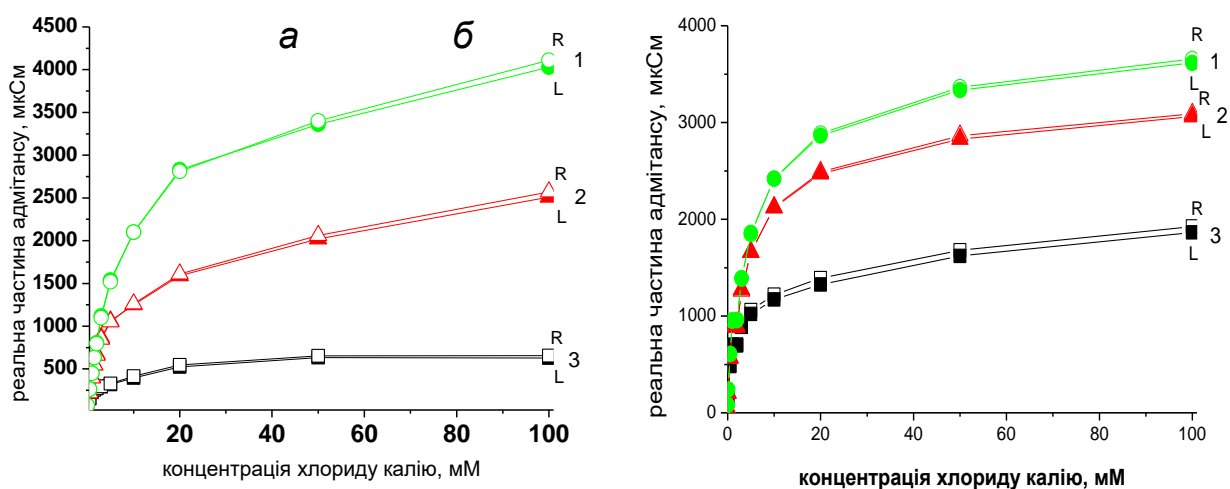 а б
реальна частина адмітансу, мкСм
4500
4000
3500
3000
2500
2000
1500
1000
500
R
1
L
R
2
L
R
3
L
20 40 60 80 100
концентрація хлориду калію, мМ
реальна частина адмітансу, мкСм
4000
3000
2000
1000
0
R
1
L
R
2
L
R
3
L
0 20 40 60 80 100
концентрація хлориду калію, мМ